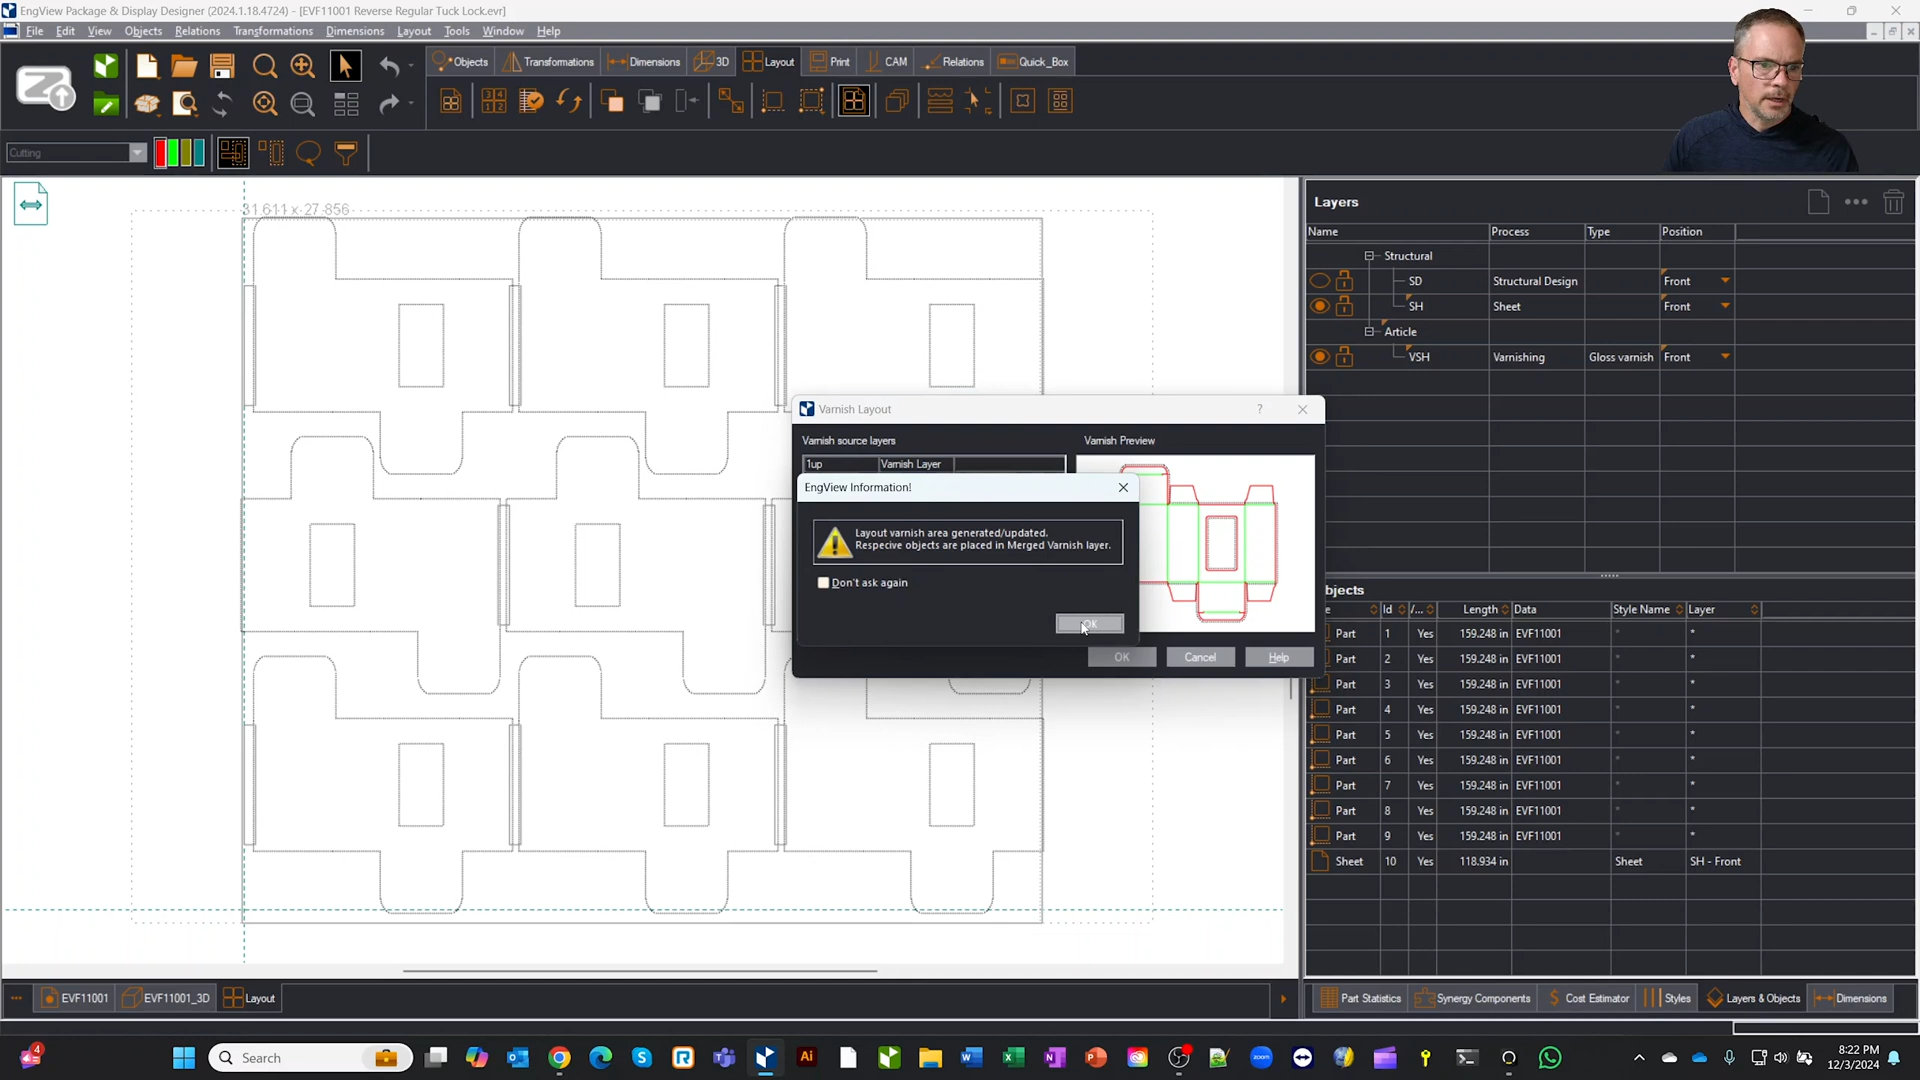 EngView Package & Display Designer (2024.1.18.4724) - [EVF11001 Reverse Regular Tuck Lock.evr]
File Edit View Objects Relations Transformations Dimensions Layout Tools Window Help
Objects Transformations Dimensions 3D Layout Print CAM Relations Quick_Box
Cutting
31.611 x 27.856
Layers
Name Process Type Position
Structural
SD Structural Design Front
SH Sheet Front
Article
VSH Varnishing Gloss varnish Front
Varnish Layout ?
Varnish source layers Varnish Preview
1up Varnish Layer
EngView Information!
Layout varnish area generated/updated.
Respecive objects are placed in Merged Varnish layer.
Don't ask again
OK
OK Cancel Help
bjects
e Id /... Length Data Style Name Layer
Part 1 Yes 159.248 in EVF11001 * *
Part 2 Yes 159.248 in EVF11001 * *
Part 3 Yes 159.248 in EVF11001 * *
Part 4 Yes 159.248 in EVF11001 * *
Part 5 Yes 159.248 in EVF11001 * *
Part 6 Yes 159.248 in EVF11001 * *
Part 7 Yes 159.248 in EVF11001 * *
Part 8 Yes 159.248 in EVF11001 * *
Part 9 Yes 159.248 in EVF11001 * *
Sheet 10 Yes 118.934 in Sheet SH - Front
... EVF11001 EVF11001_3D Layout
Part Statistics Synergy Components Cost Estimator Styles Layers & Objects Dimensions
4 Search 8:22 PM
12/3/2024